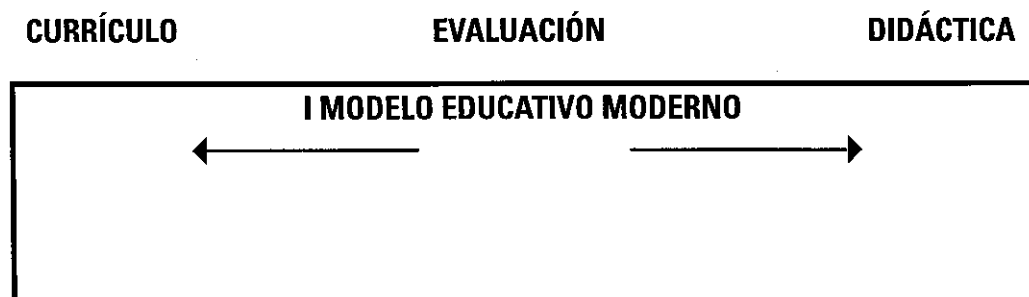 CURRÍCULO EVALUACIÓN DIDÁCTICA
I MODELO EDUCATIVO MODERNO